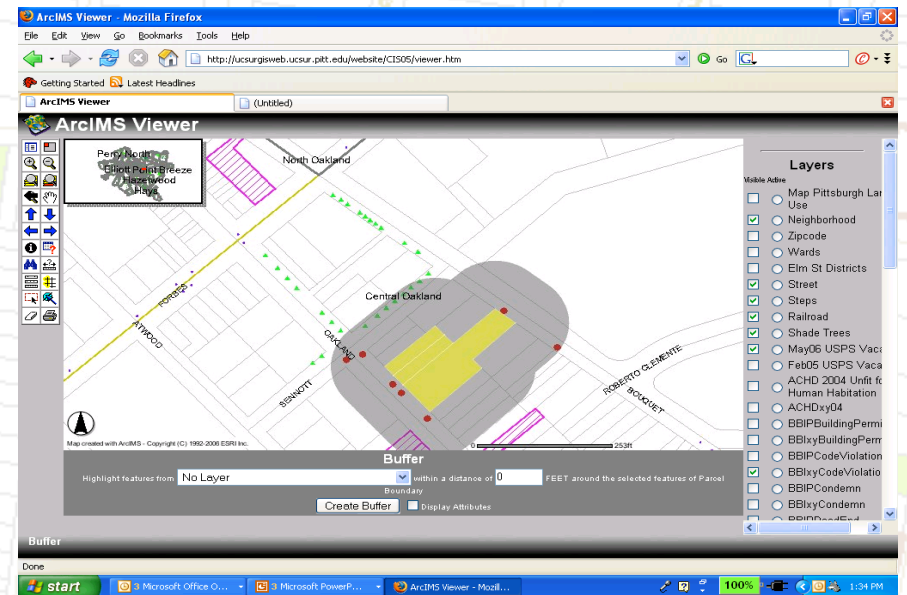 ArcIMS Viewer - Mozilla Firefox
File Edit View Go Bookmarks Tools Help
http://ucsurgisweb.ucsur.pitt.edu/website/CIS05/viewer.htm
Go
G
Getting Started Latest Headlines
ArcIMS Viewer
(Untitled)
ArcIMS Viewer
Perry North
Elliott Point Breeze
Hazelwood
Hays
North Oakland
Central Oakland
FORBES
ATWOOD
OAKLAND
SENNOTT
ROBERTO CLEMENTE
BOUQUET
Map created with ArcIMS - Copyright (C) 1992-2006 ESRI Inc.
0 253ft
Layers
Visible Active
Map Pittsburgh Lan
Use
Neighborhood
Zipcode
Wards
Elm St Districts
Street
Steps
Railroad
Shade Trees
May06 USPS Vaca
Feb05 USPS Vaca
ACHD 2004 Unfit fo
Human Habitation
ACHDxy04
BBIPBuildingPermi
BBIxyBuildingPerm
BBIPCodeViolation
BBIxyCodeViolatio
BBIPCondemn
BBIxyCondemn
BBIPDeadEnd
Buffer
Highlight features from No Layer within a distance of 0 FEET around the selected features of Parcel
Boundary
Create Buffer Display Attributes
Buffer
Done
start 3 Microsoft Office O... 3 Microsoft PowerP... ArcIMS Viewer - Mozill... 100% 1:34 PM